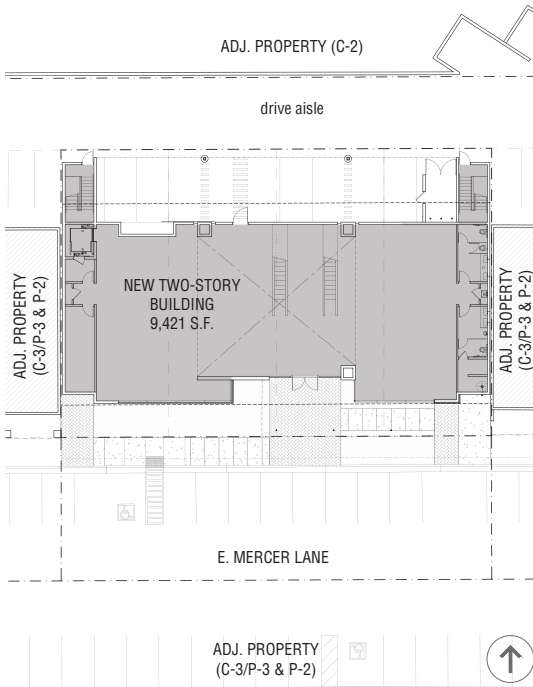 ADJ. PROPERTY (C-2)
drive aisle
NEW TWO-STORY
BUILDING
9,421 S.F.
ADJ. PROPERTY
(C-3/P-3 & P-2)
ADJ. PROPERTY
(C-3/P-3 & P-2)
E. MERCER LANE
ADJ. PROPERTY
(C-3/P-3 & P-2)